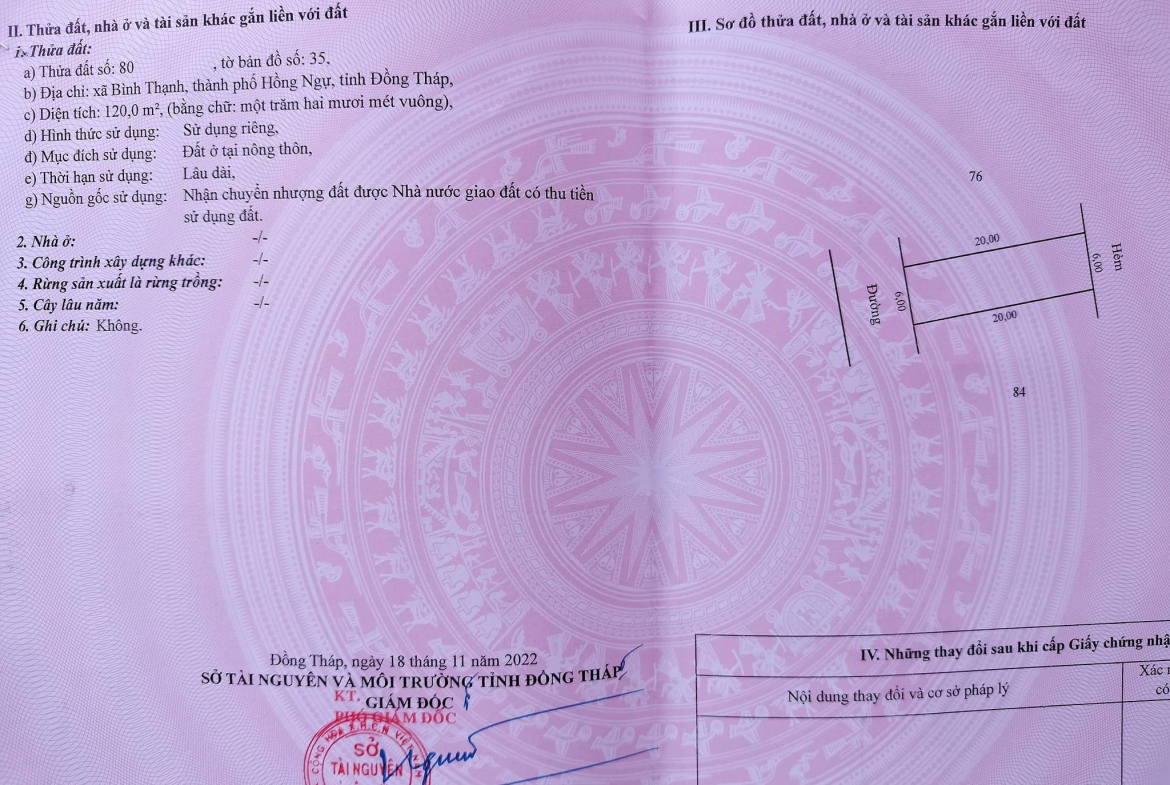 II. Thửa đất, nhà ở và tài sản khác gắn liền với đất
1. Thửa đất:
a) Thửa đất số: 80 , tờ bản đồ số: 35,
b) Địa chỉ: xã Bình Thạnh, thành phố Hồng Ngự, tỉnh Đồng Tháp,
c) Diện tích: 120,0 m², (bằng chữ: một trăm hai mươi mét vuông),
d) Hình thức sử dụng: Sử dụng riêng,
đ) Mục đích sử dụng: Đất ở tại nông thôn,
e) Thời hạn sử dụng: Lâu dài,
g) Nguồn gốc sử dụng: Nhận chuyển nhượng đất được Nhà nước giao đất có thu tiền
sử dụng đất.
2. Nhà ở: -/-
3. Công trình xây dựng khác: -/-
4. Rừng sản xuất là rừng trồng: -/-
5. Cây lâu năm: -/-
6. Ghi chú: Không.
Đồng Tháp, ngày 18 tháng 11 năm 2022
SỞ TÀI NGUYÊN VÀ MÔI TRƯỜNG TỈNH ĐỒNG THÁP
KT. GIÁM ĐỐC
PHÓ GIÁM ĐỐC
SỞ
TÀI NGUYÊN
III. Sơ đồ thửa đất, nhà ở và tài sản khác gắn liền với đất
76
20,00
6,00
Hẻm
Đường
6,00
20,00
84
IV. Những thay đổi sau khi cấp Giấy chứng nhậ
Nội dung thay đổi và cơ sở pháp lý
Xác
có